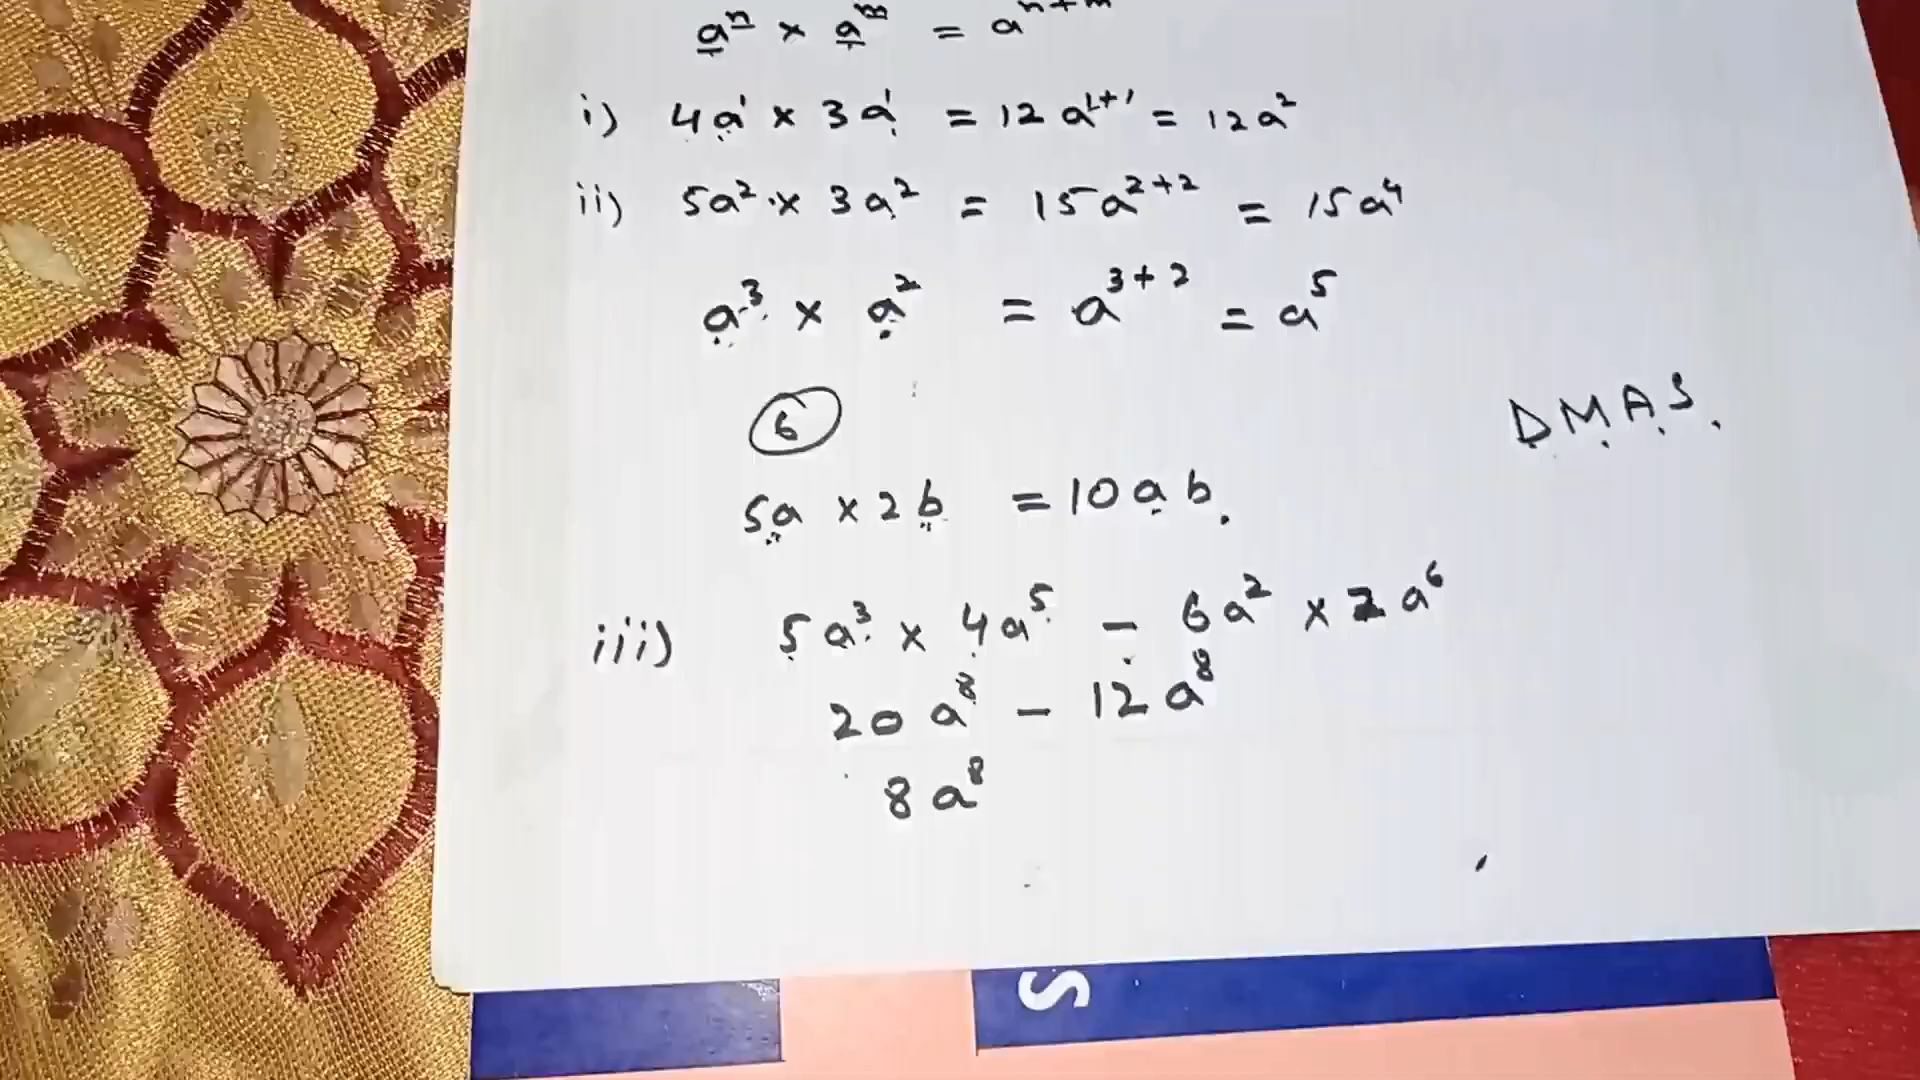 aⁿ × aᵐ = aⁿ⁺ᵐ
i) 4a¹ × 3a¹ = 12a¹⁺¹ = 12a²
ii) 5a² × 3a² = 15a²⁺² = 15a⁴
a³ × a² = a³⁺² = a⁵
6
DMAS.
5a × 2b = 10ab.
iii) 5a³ × 4a⁵ − 6a² × 2a⁶
20a⁸ − 12a⁸
8a⁸
S